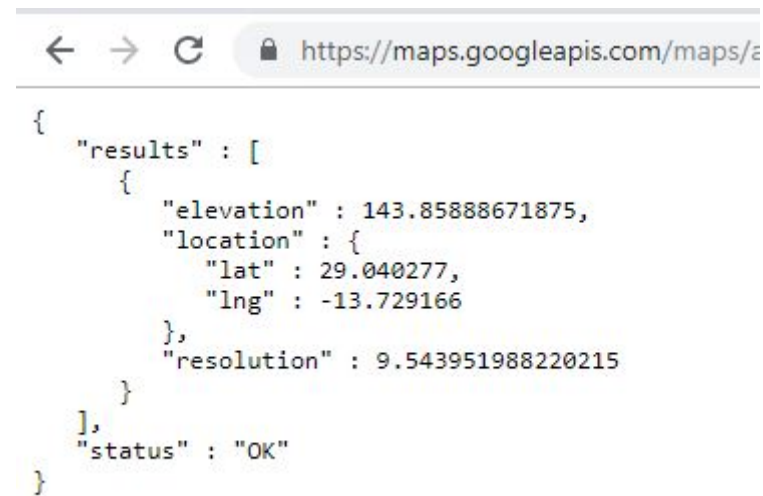 https://maps.googleapis.com/maps/a
{
"results" : [
{
"elevation" : 143.85888671875,
"location" : {
"lat" : 29.040277,
"lng" : -13.729166
},
"resolution" : 9.543951988220215
}
],
"status" : "OK"
}